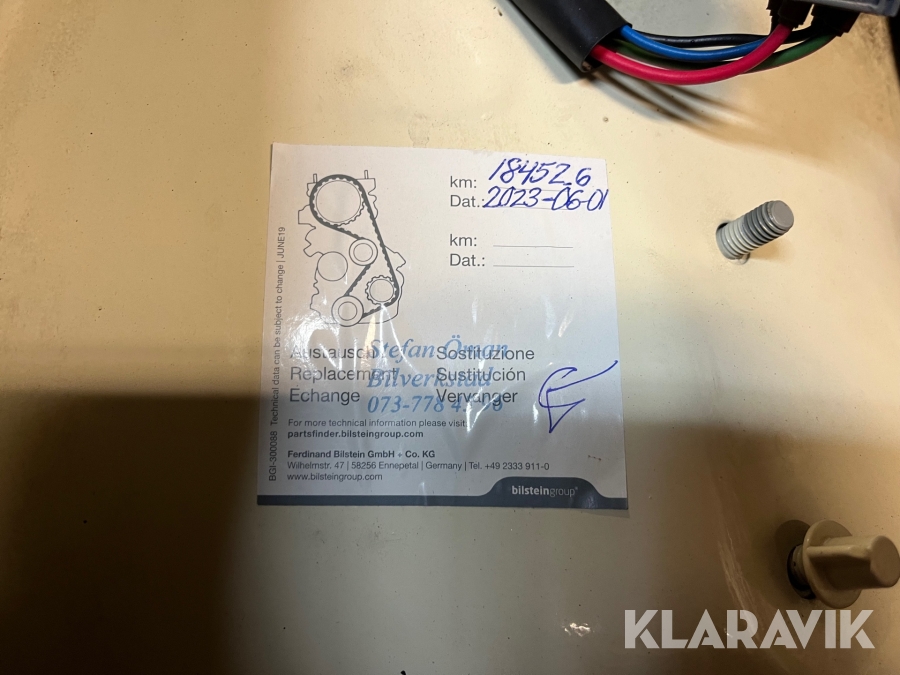 km: 18452.6
Dat.: 2023-06-01
km:
Dat.:
BGI-300088 Technical data can be subject to change | JUNE19
Stefan Öman
Bilverkstad
Austausch Sostituzione
Replacement Sustitución
Echange Vervanger
073-778
For more technical information please visit:
partsfinder.bilsteingroup.com
Ferdinand Bilstein GmbH + Co. KG
Wilhelmstr. 47 | 58256 Ennepetal | Germany | Tel. +49 2333 911-0
www.bilsteingroup.com
bilsteingroup®
KLARAVIK